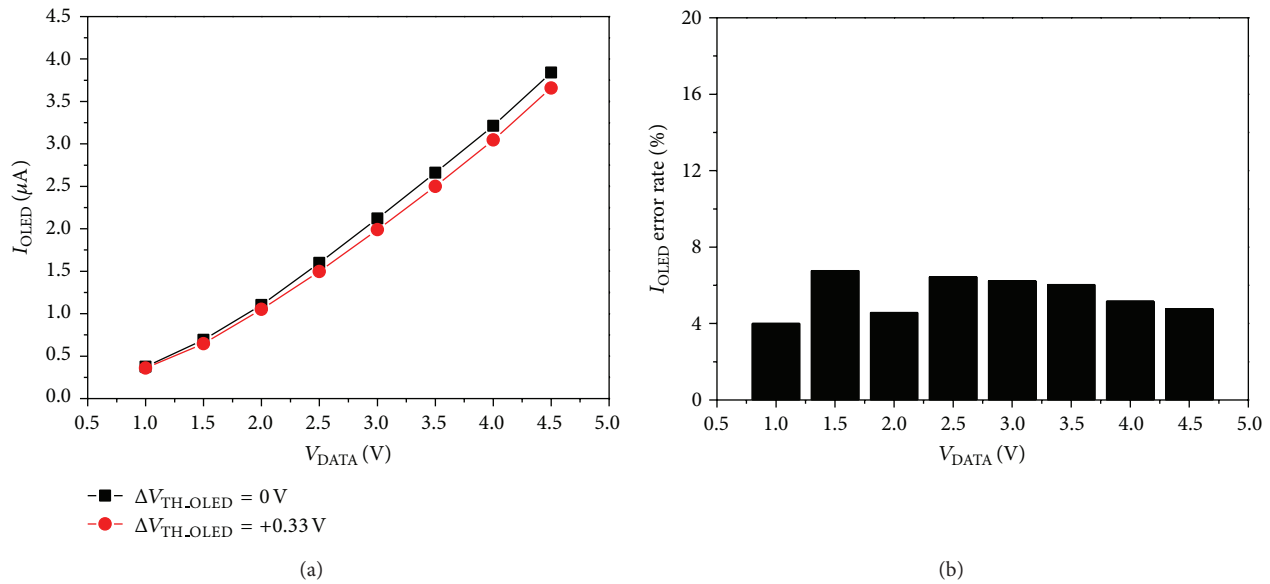 4.5
4.0
3.5
3.0
2.5
2.0
1.5
1.0
0.5
0.0
I_OLED (μA)
0.5 1.0 1.5 2.0 2.5 3.0 3.5 4.0 4.5 5.0
V_DATA (V)
ΔV_TH_OLED = 0 V
ΔV_TH_OLED = +0.33 V
(a)
20
16
12
8
4
0
I_OLED error rate (%)
0.5 1.0 1.5 2.0 2.5 3.0 3.5 4.0 4.5 5.0
V_DATA (V)
(b)